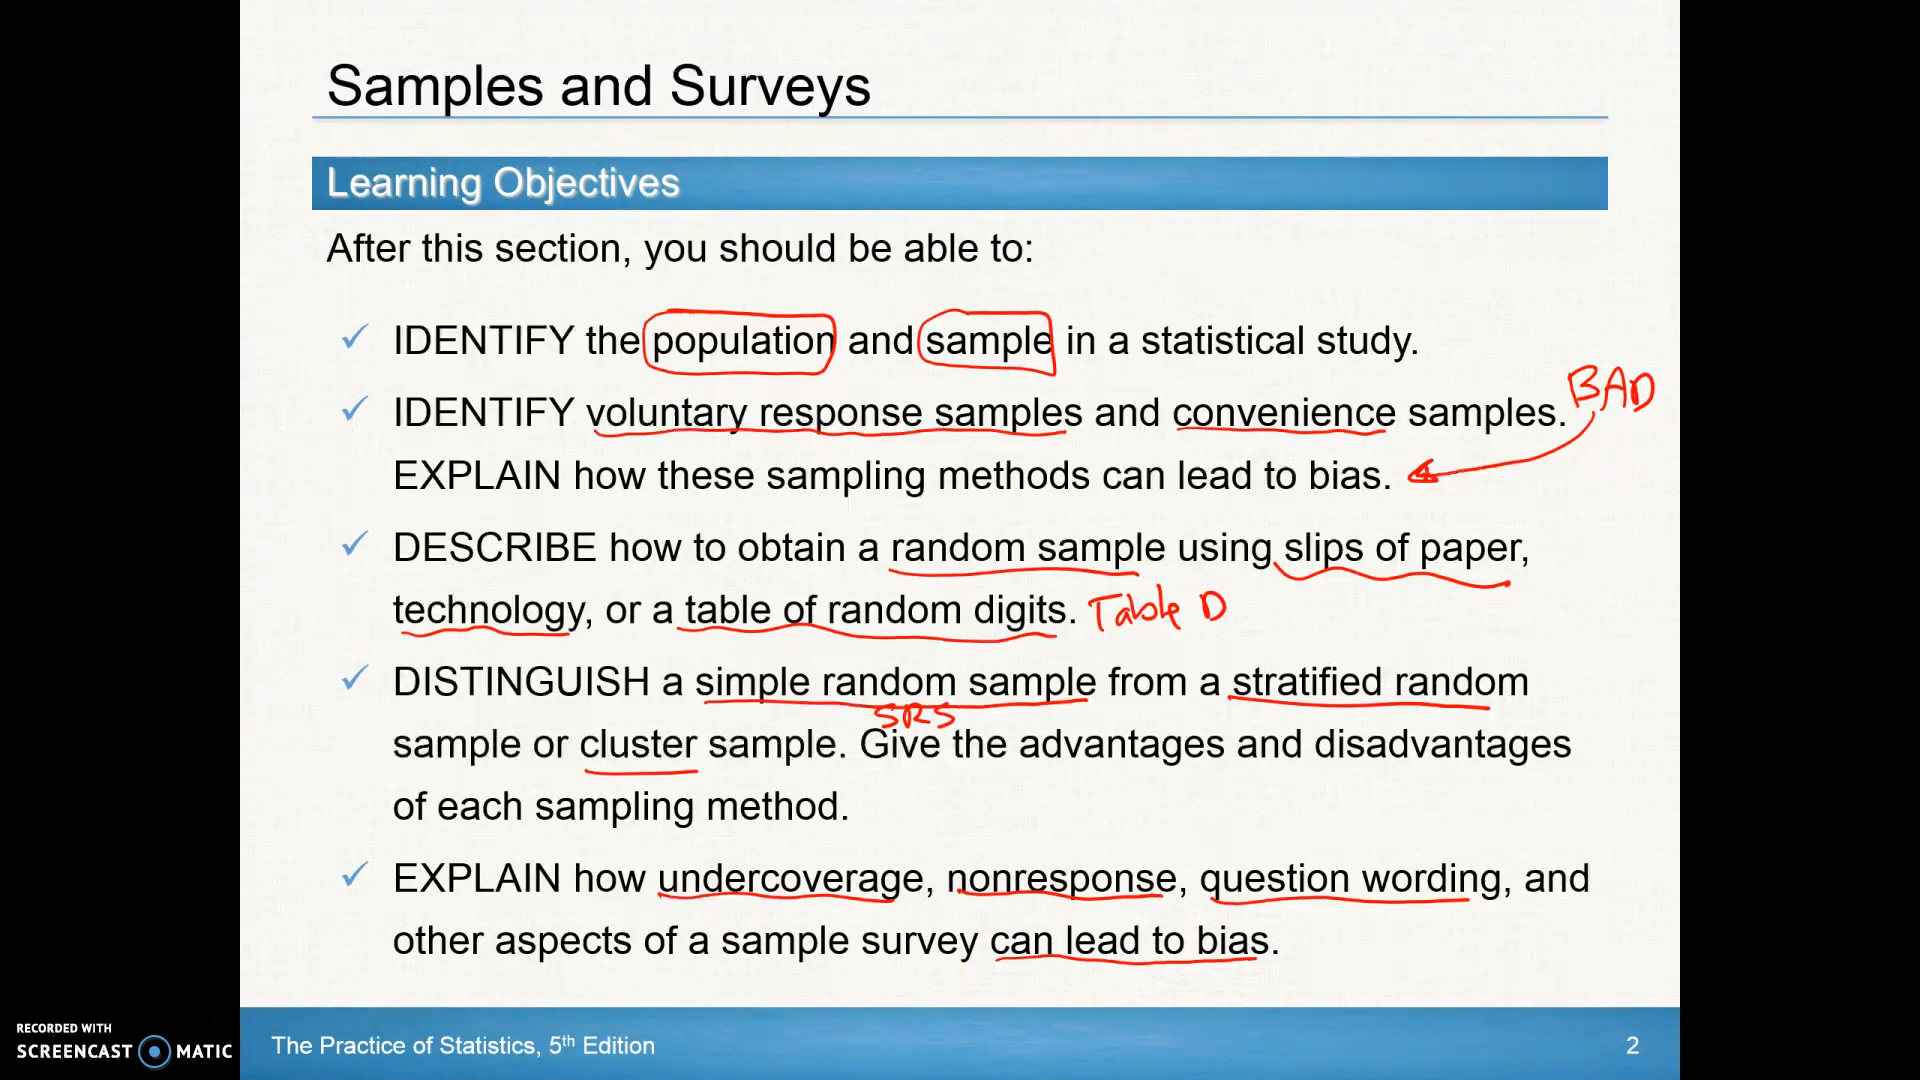 Samples and Surveys
Learning Objectives
After this section, you should be able to:
✓ IDENTIFY the population and sample in a statistical study.
BAD
✓ IDENTIFY voluntary response samples and convenience samples.
EXPLAIN how these sampling methods can lead to bias.
✓ DESCRIBE how to obtain a random sample using slips of paper,
technology, or a table of random digits. Table D
✓ DISTINGUISH a simple random sample from a stratified random
SRS
sample or cluster sample. Give the advantages and disadvantages
of each sampling method.
✓ EXPLAIN how undercoverage, nonresponse, question wording, and
other aspects of a sample survey can lead to bias.
RECORDED WITH
SCREENCAST MATIC
The Practice of Statistics, 5th Edition
2